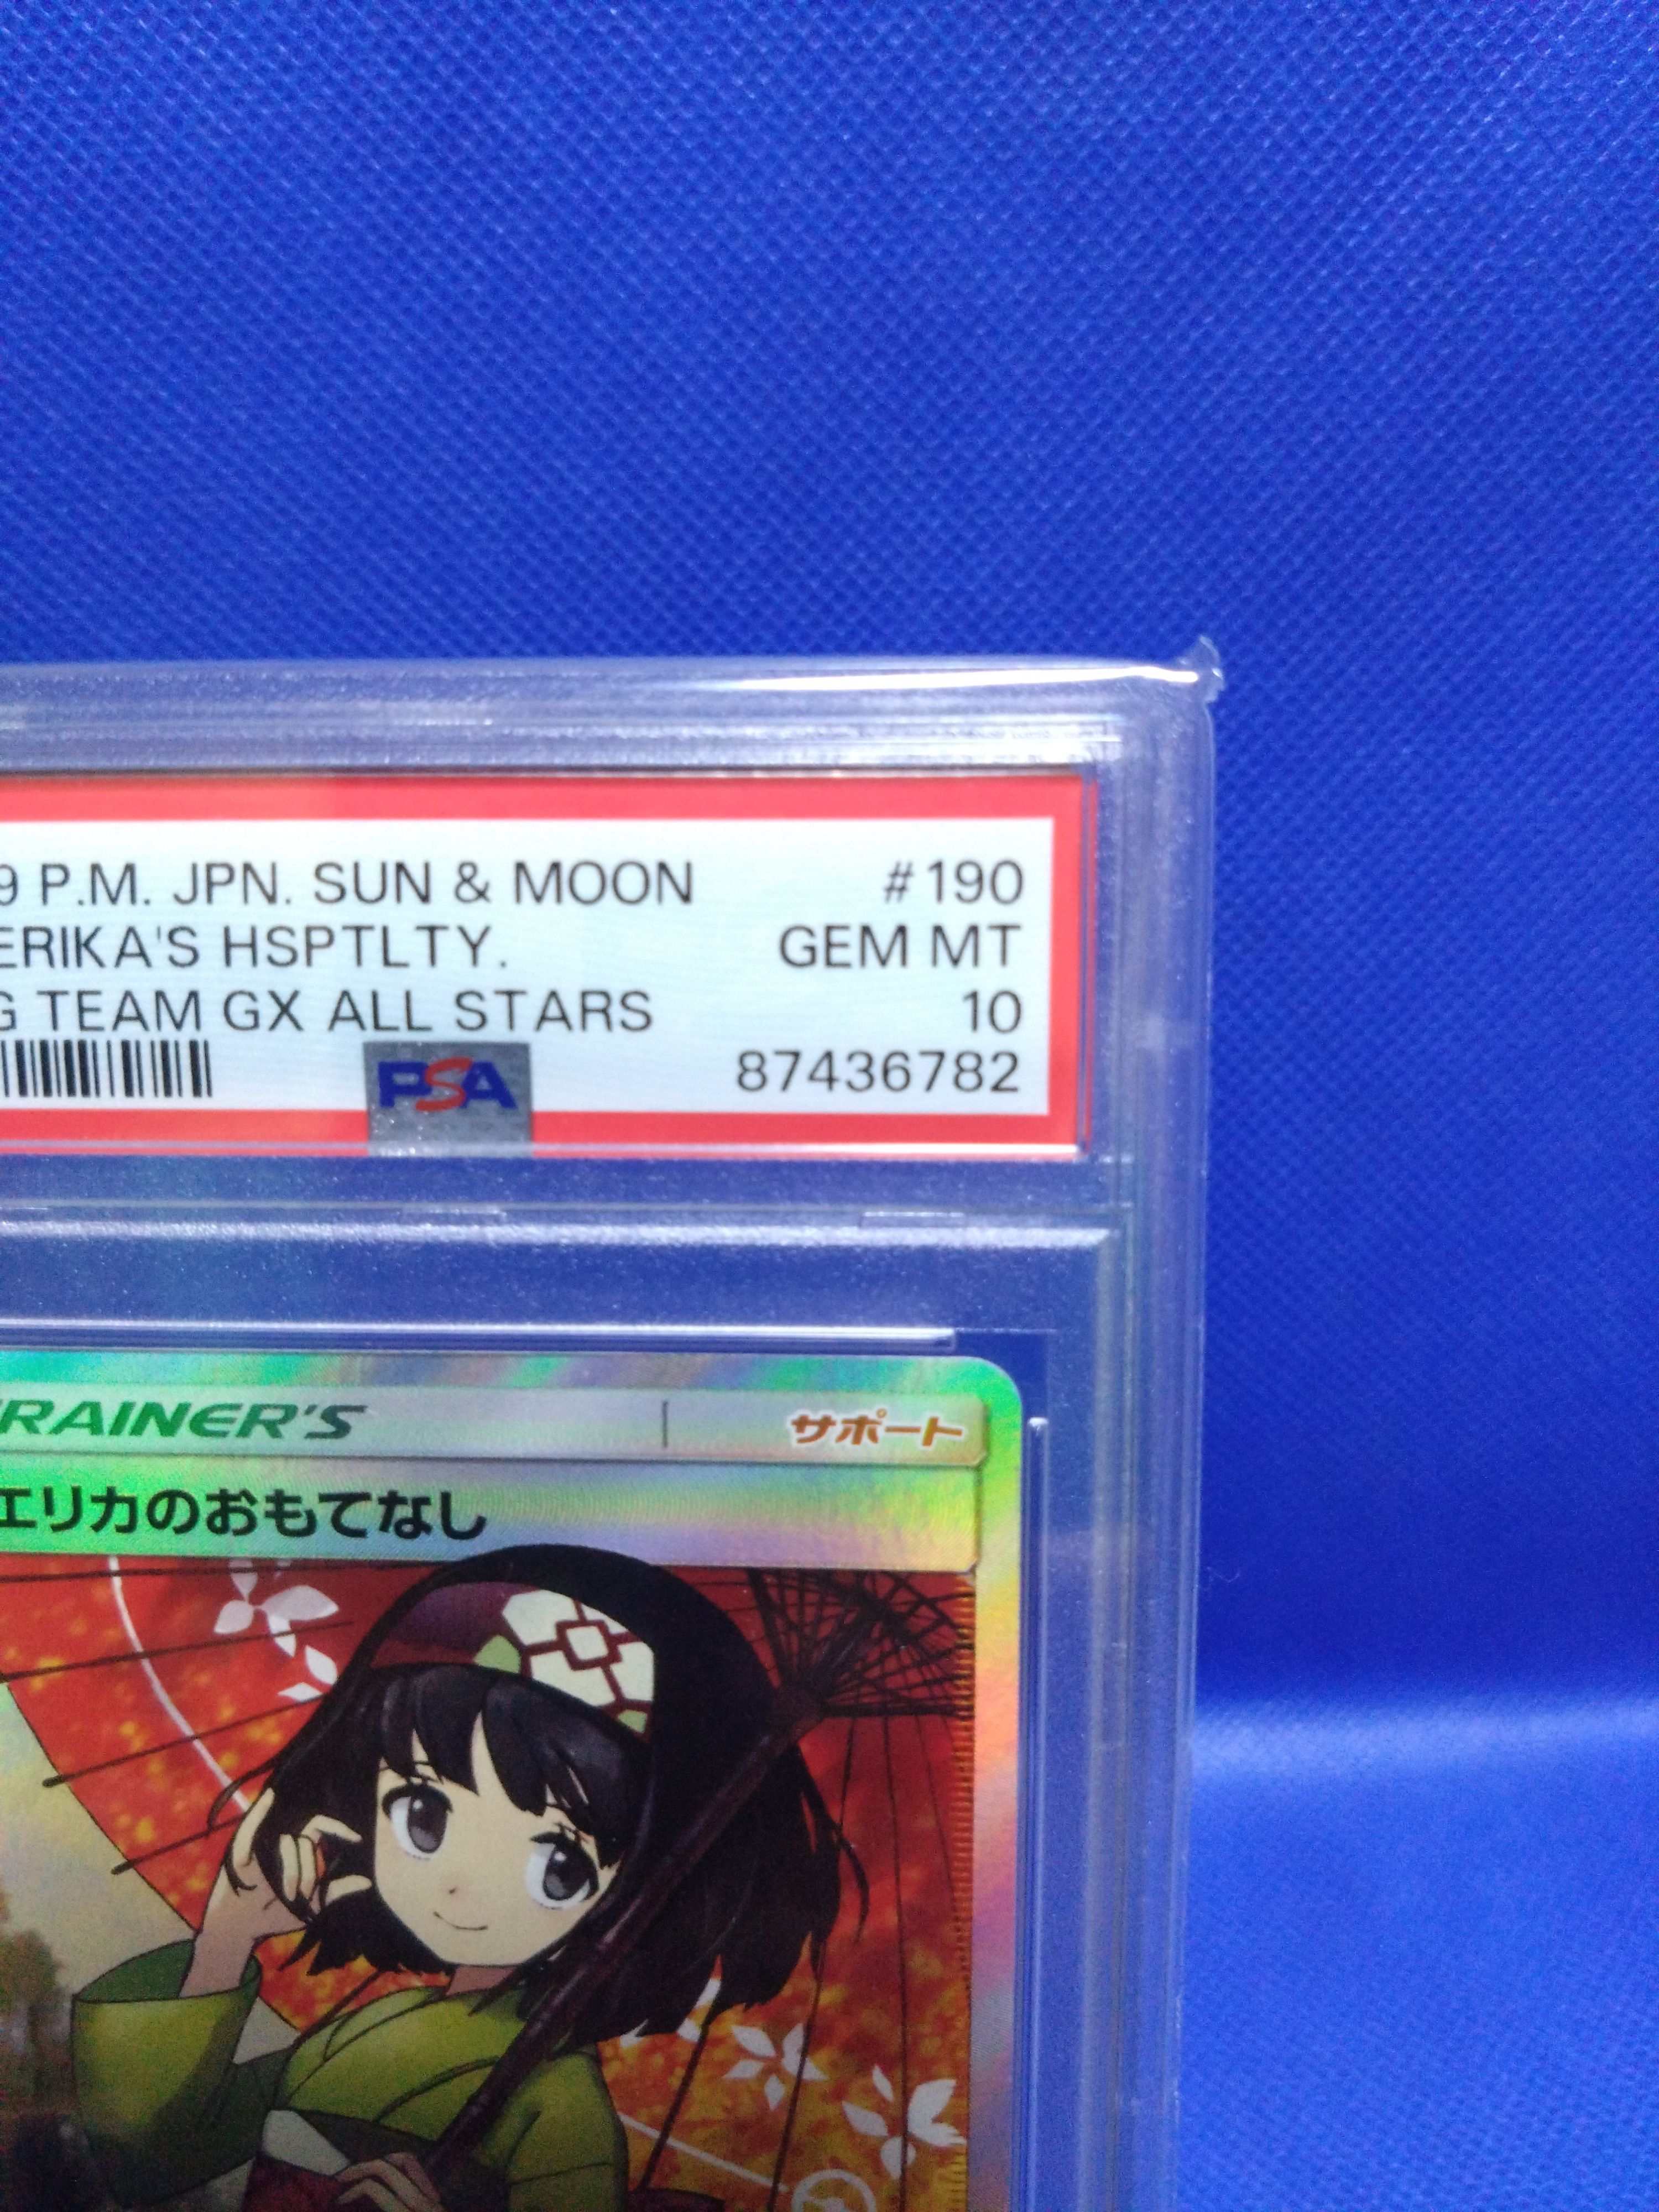 9 P.M. JPN. SUN & MOON #190
ERIKA'S HSPTLTY. GEM MT
G TEAM GX ALL STARS 10
PSA 87436782
TRAINER'S サポート
エリカのおもてなし